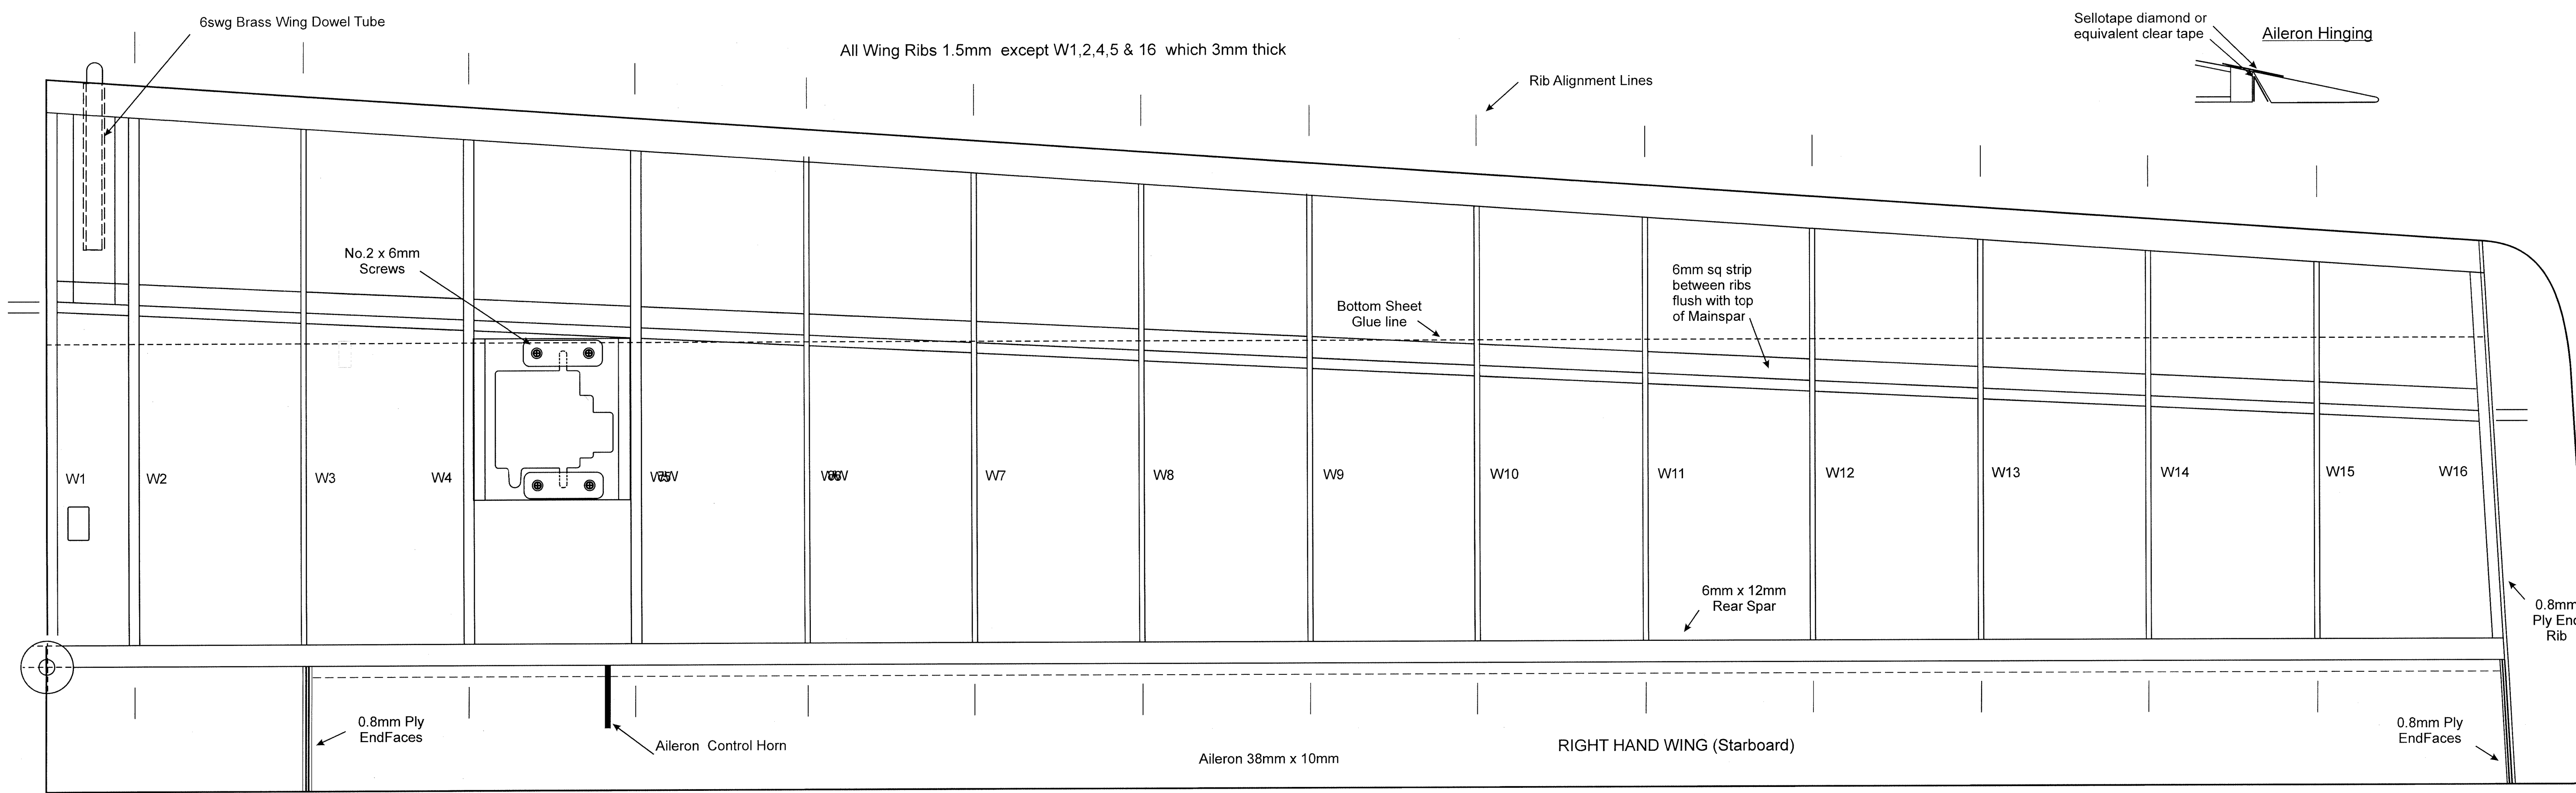 6swg Brass Wing Dowel Tube
All Wing Ribs 1.5mm except W1,2,4,5 & 16 which 3mm thick
Sellotape diamond or
equivalent clear tape
Aileron Hinging
Rib Alignment Lines
No.2 x 6mm
Screws
6mm sq strip
between ribs
flush with top
of Mainspar
Bottom Sheet
Glue line
W1
W2
W3
W4
W7
W8
W9
W10
W11
W12
W13
W14
W15
W16
6mm x 12mm
Rear Spar
0.8mm
Ply End
Rib
0.8mm Ply
EndFaces
Aileron Control Horn
Aileron 38mm x 10mm
RIGHT HAND WING (Starboard)
0.8mm Ply
EndFaces